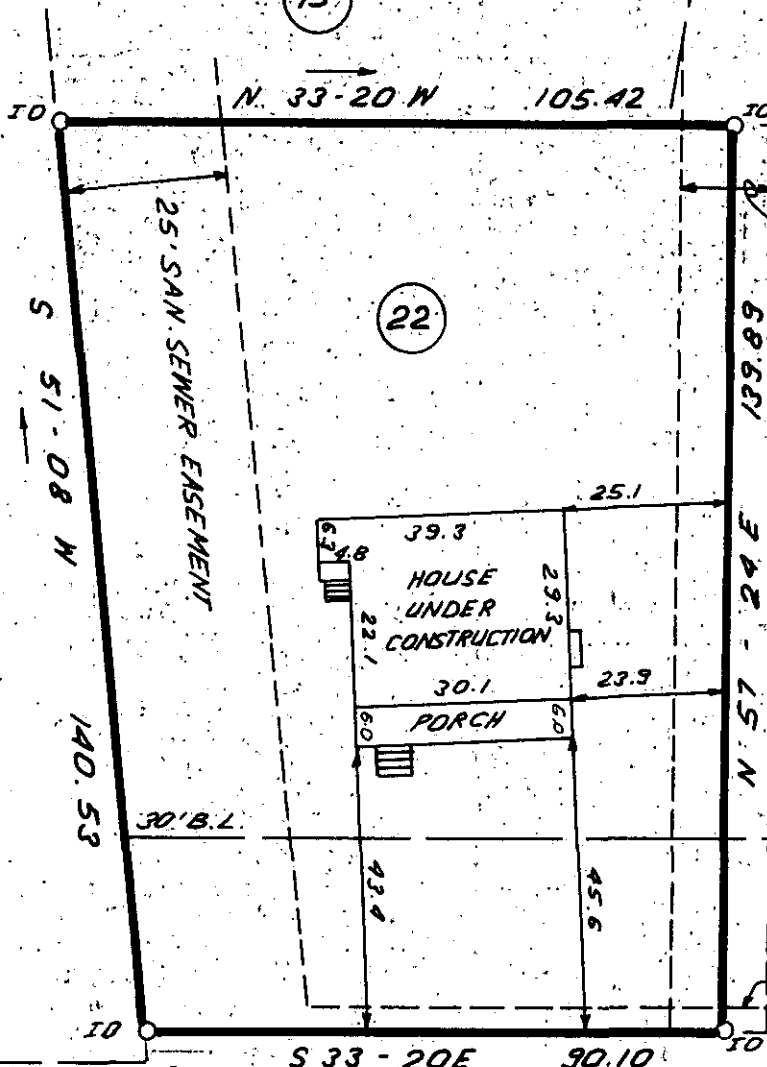 N. 33-20 W 105.42
IO
IO
25' SAN. SEWER EASEMENT
22
S 51-08 W
140.53
139.89
N 57-24 E
25.1
39.3
6.3
4.8
HOUSE
UNDER
CONSTRUCTION
29.3
22.1
30.1
23.9
6.0
PORCH
6.0
30' B.L.
43.4
45.6
IO
IO
S 33-20 E 90.10